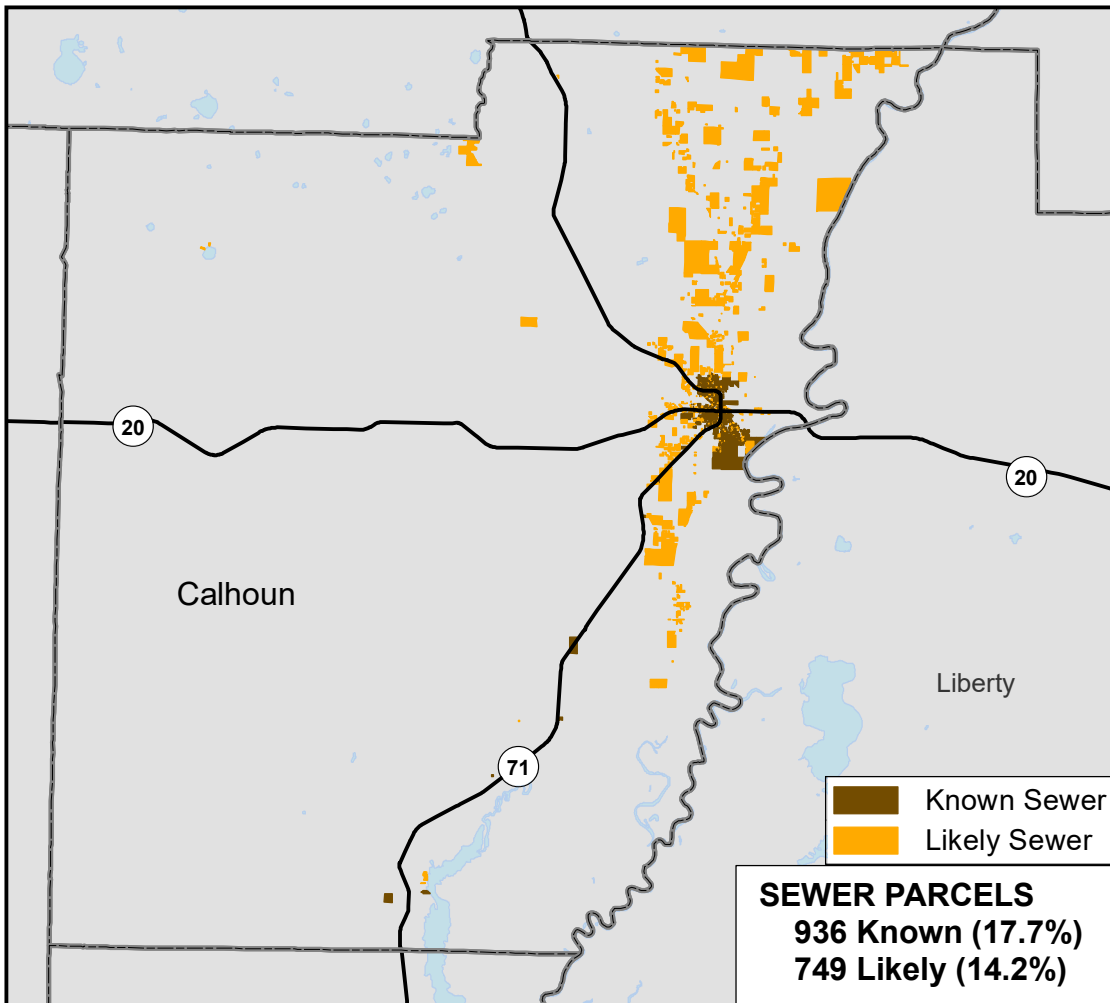 20
20
Calhoun
Liberty
71
Known Sewer
Likely Sewer
SEWER PARCELS
936 Known (17.7%)
749 Likely (14.2%)